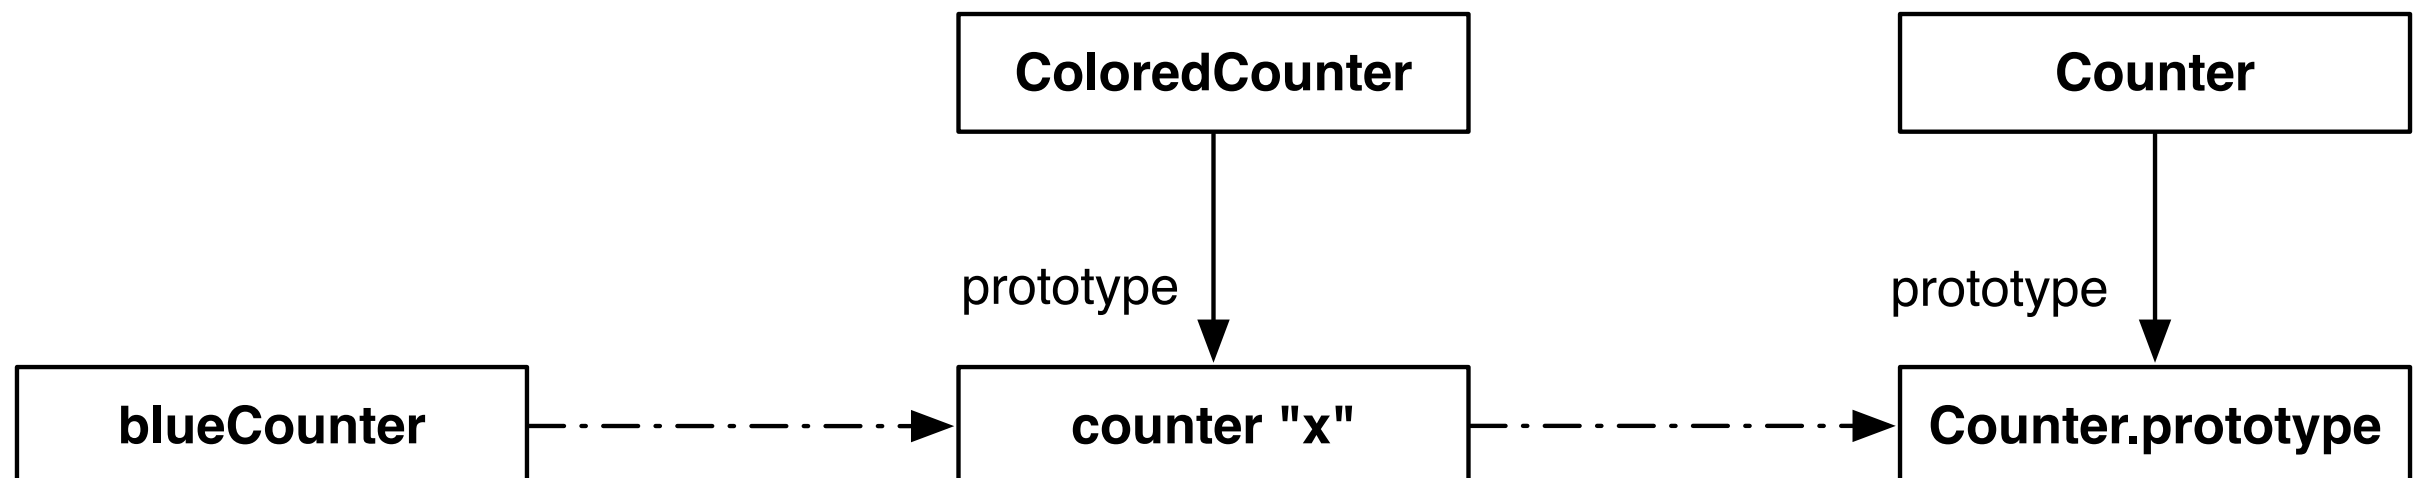 ColoredCounter
Counter
prototype
prototype
blueCounter
counter "x"
Counter.prototype